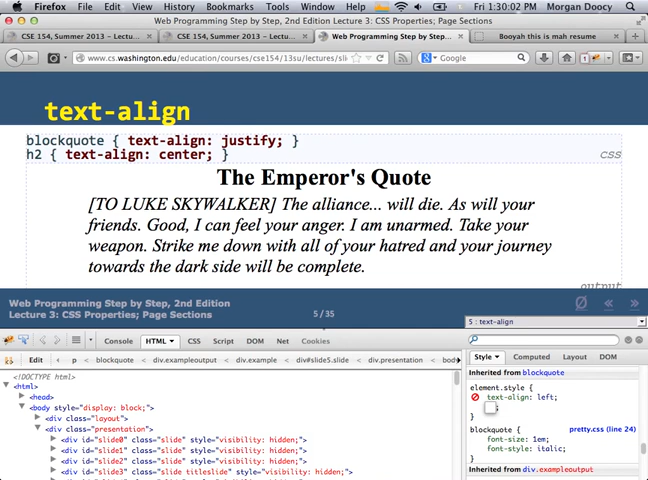 Firefox File Edit View History Bookmarks Develo Fri 1:30:02 PM Morgan Doocy
Web Programming Step by Step, 2nd Edition Lecture 3: CSS Properties; Page Sections
CSE 154, Summer 2013 – Lectures CSE 154, Summer 2013 – Lectures Web Programming Step by Step, ... Booyah this is mah resume
www.cs.washington.edu/education/courses/cse154/13su/lectures/sli Google
text-align
blockquote { text-align: justify; }
h2 { text-align: center; }
CSS
The Emperor's Quote
[TO LUKE SKYWALKER] The alliance... will die. As will your
friends. Good, I can feel your anger. I am unarmed. Take your
weapon. Strike me down with all of your hatred and your journey
towards the dark side will be complete.
output
Web Programming Step by Step, 2nd Edition
Lecture 3: CSS Properties; Page Sections
5 / 35
Ø « »
5 : text-align
Console HTML CSS Script DOM Net Cookies
Edit p blockquote div.exampleoutput div.example div#slide5.slide div.presentation body
Style Computed Layout DOM
<!DOCTYPE html>
<html>
<head>
<body style="display: block;">
<div class="layout">
<div class="presentation">
<div id="slide0" class="slide" style="visibility: hidden;">
<div id="slide1" class="slide" style="visibility: hidden;">
<div id="slide2" class="slide" style="visibility: hidden;">
<div id="slide3" class="slide titleslide" style="visibility: hidden;">
Inherited from blockquote
element.style {
text-align: left;
;
}
blockquote { pretty.css (line 24)
font-size: 1em;
font-style: italic;
}
Inherited from div.exampleoutput